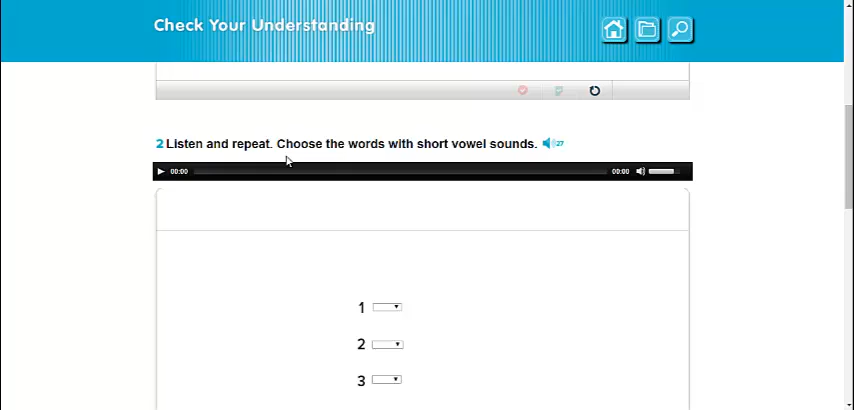 Check Your Understanding
2 Listen and repeat. Choose the words with short vowel sounds. 27
00:00 00:00
1
2
3